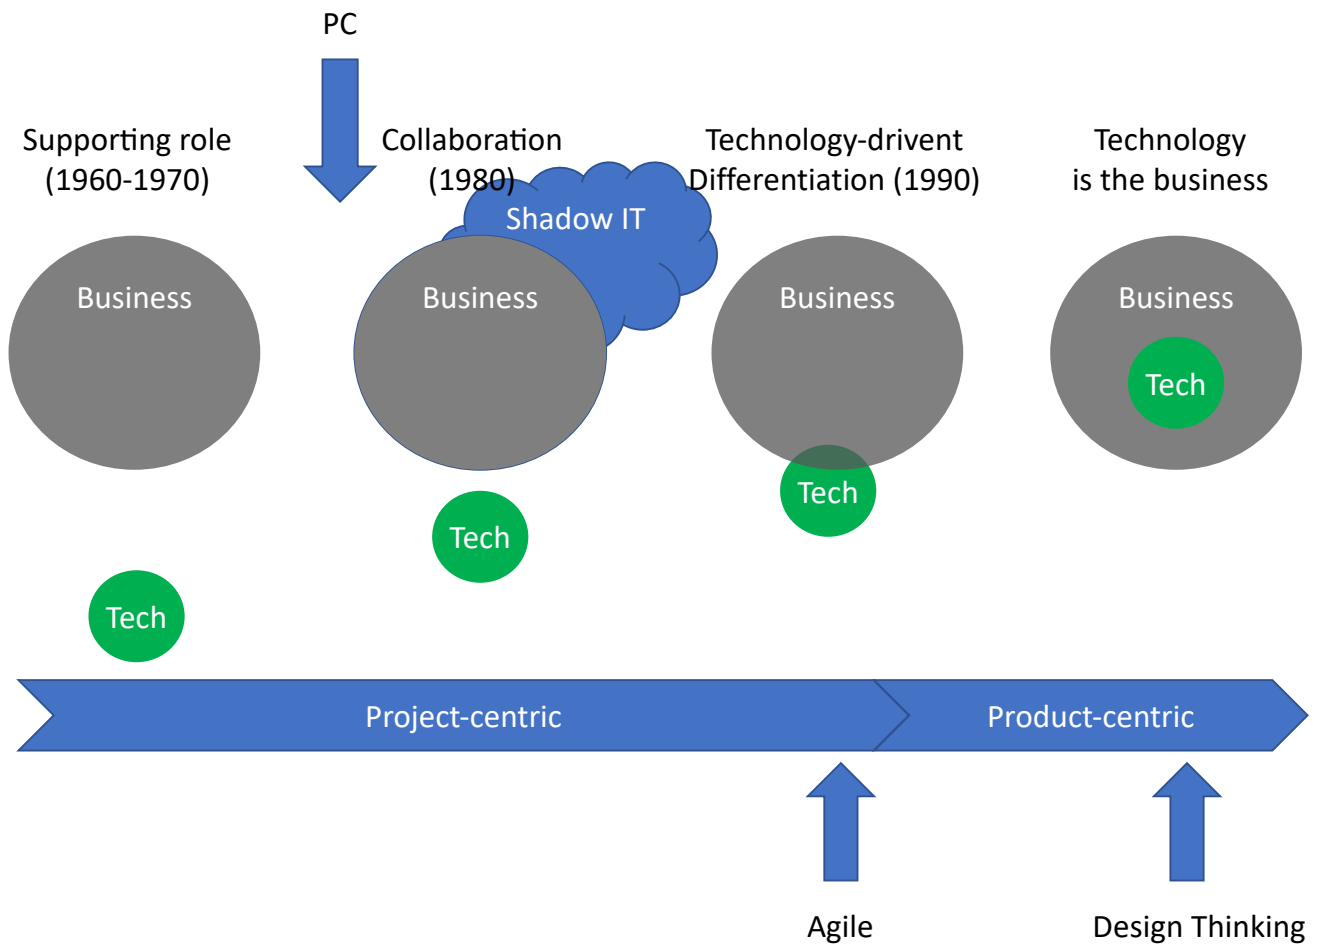 PC
Supporting role
(1960-1970)
Collaboration
(1980)
Technology-drivent
Differentiation (1990)
Technology
is the business
Shadow IT
Business
Business
Business
Business
Tech
Tech
Tech
Tech
Project-centric
Product-centric
Agile
Design Thinking